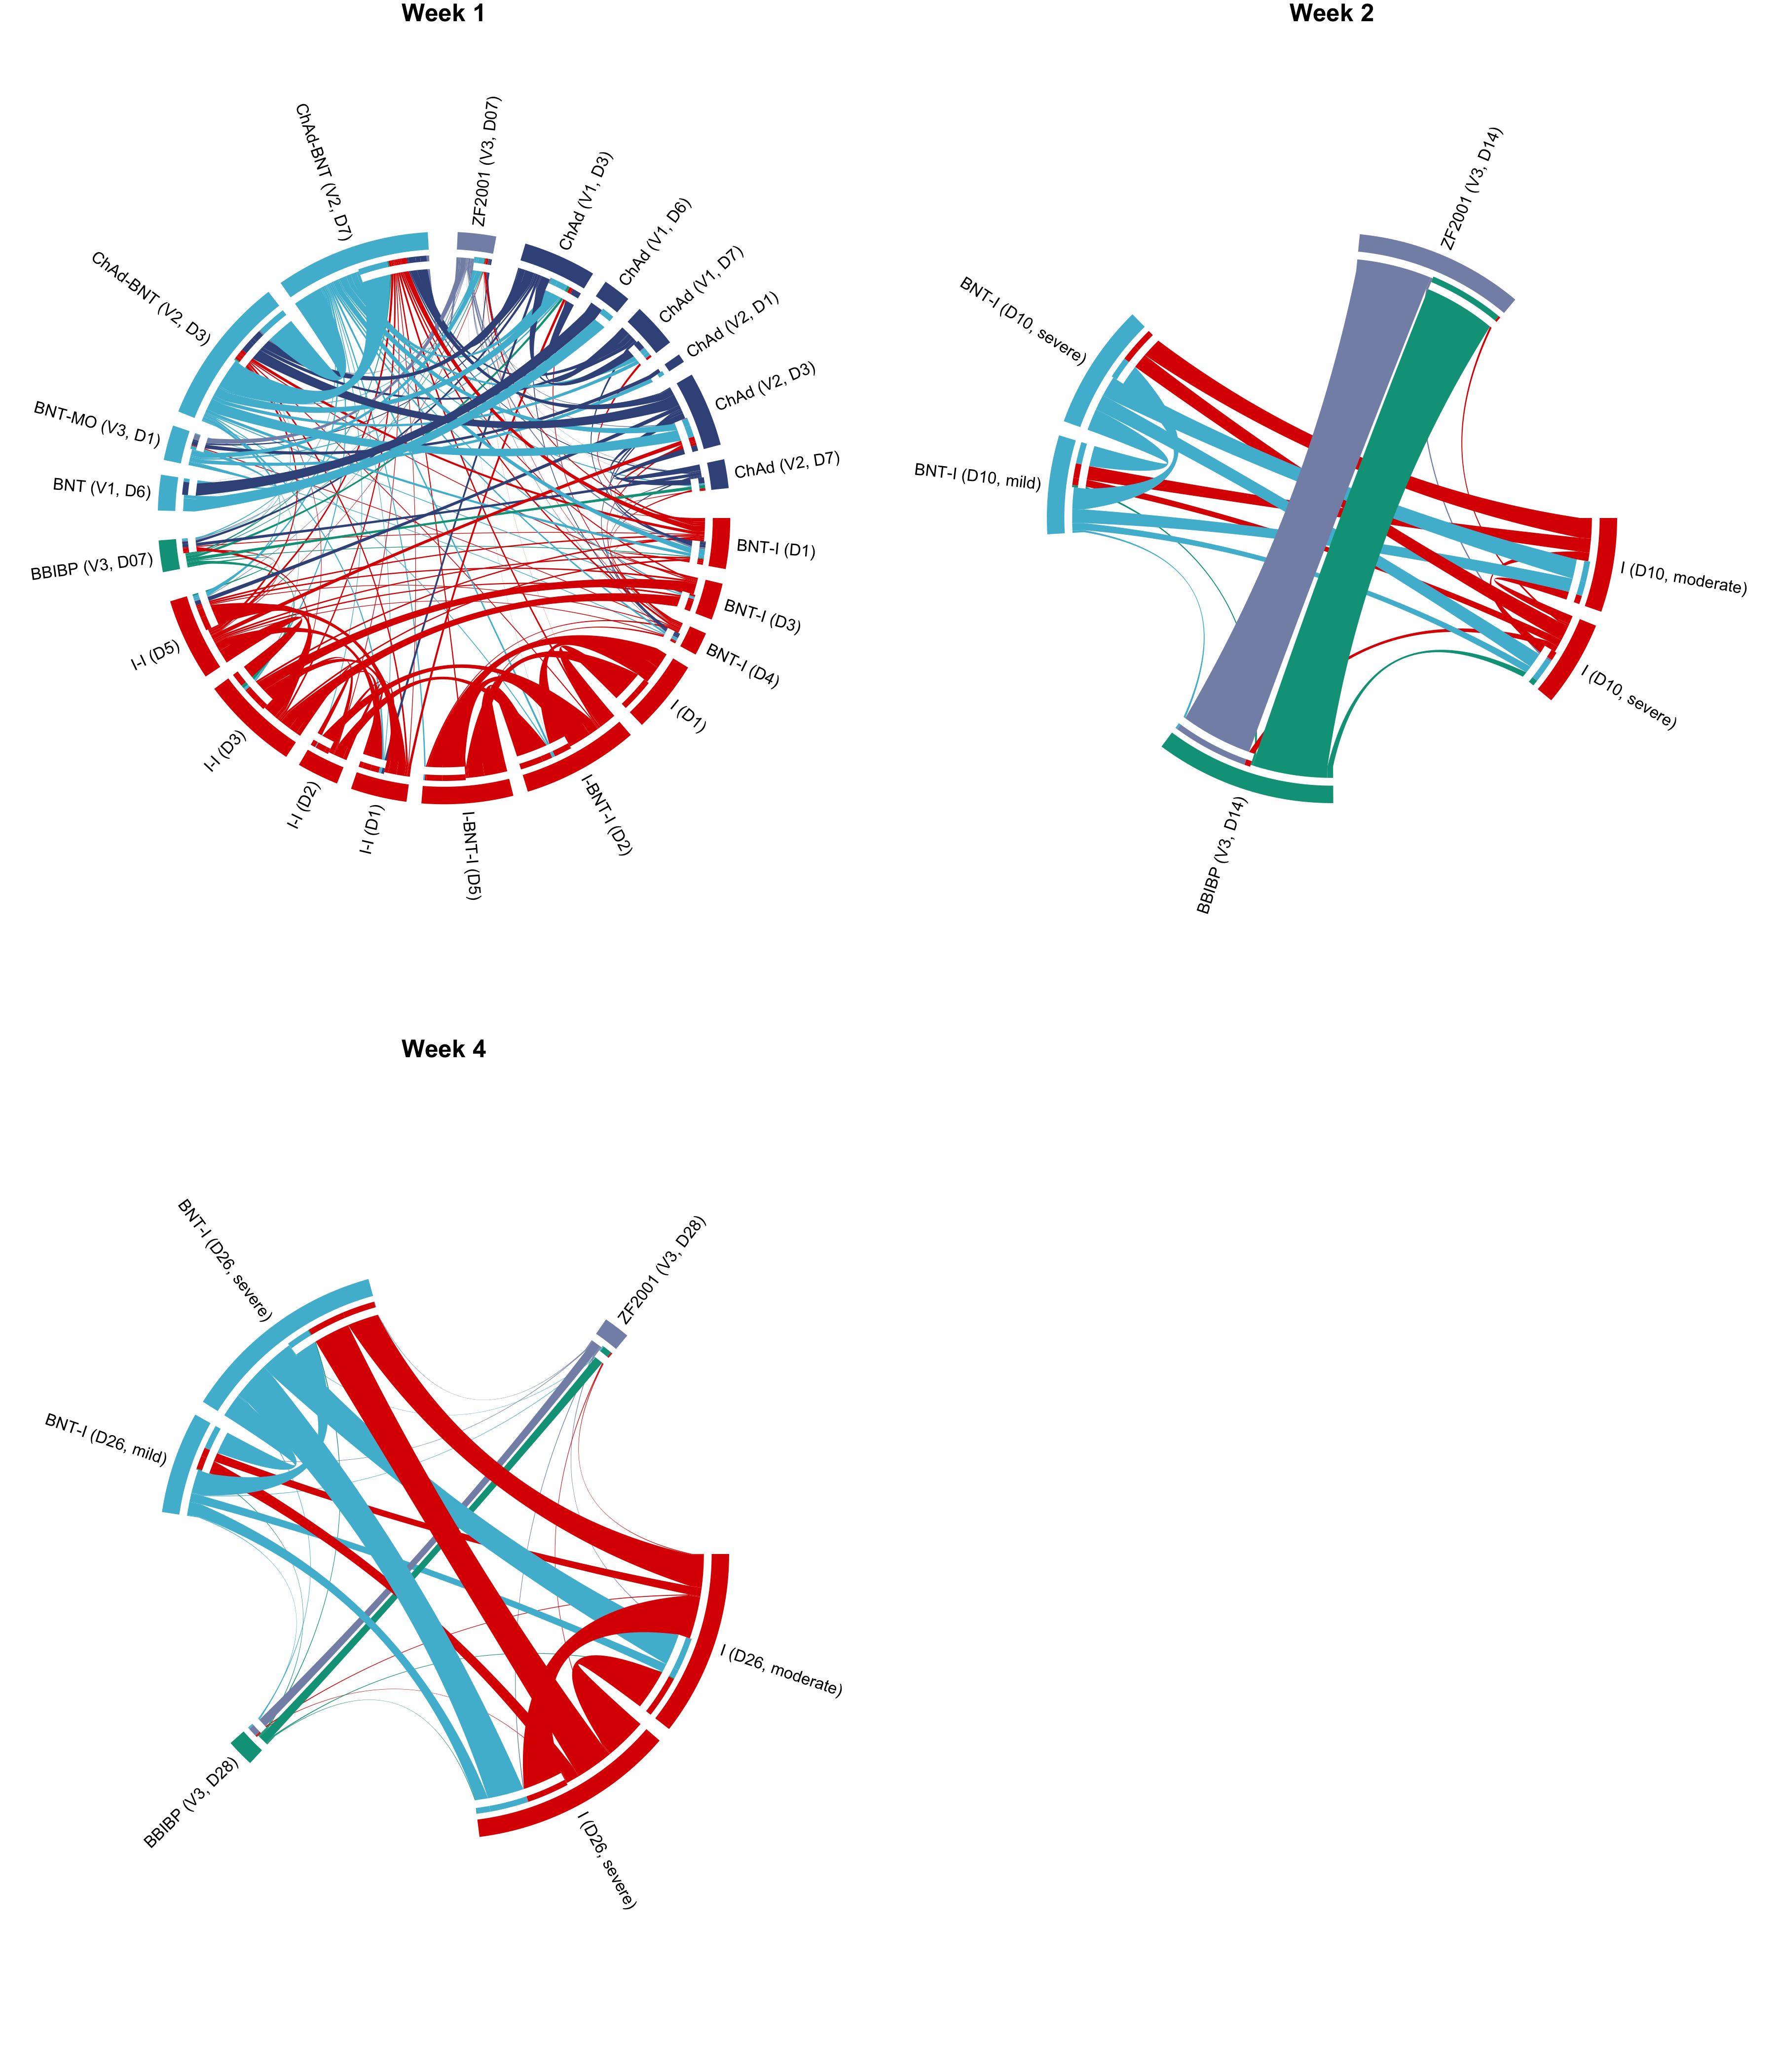 Week 1
Week 2
ChAd-BNT (V2, D7)
ZF2001 (V3, D07)
ChAd (V1, D3)
ChAd (V1, D6)
ChAd (V1, D7)
ChAd (V2, D1)
ChAd (V2, D3)
ChAd (V2, D7)
BNT-I (D1)
BNT-I (D3)
BNT-I (D4)
I (D1)
I-BNT-I (D2)
I-BNT-I (D5)
I-I (D1)
I-I (D2)
I-I (D3)
I-I (D5)
BBIBP (V3, D07)
BNT (V1, D6)
BNT-MO (V3, D1)
ChAd-BNT (V2, D3)
ZF2001 (V3, D14)
BNT-I (D10, severe)
BNT-I (D10, mild)
I (D10, moderate)
I (D10, severe)
BBIBP (V3, D14)
Week 4
BNT-I (D26, severe)
ZF2001 (V3, D28)
BNT-I (D26, mild)
I (D26, moderate)
BBIBP (V3, D28)
I (D26, severe)